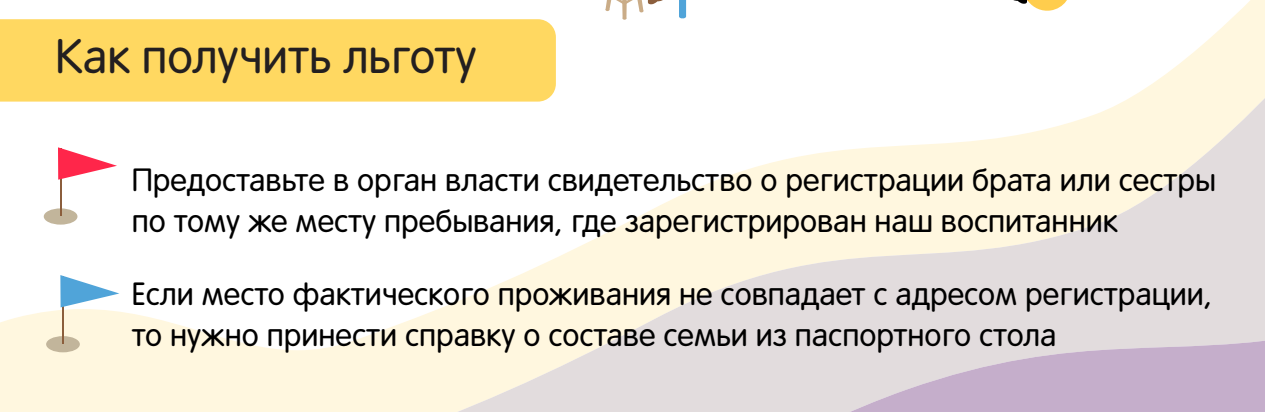 Как получить льготу
Предоставьте в орган власти свидетельство о регистрации брата или сестры
по тому же месту пребывания, где зарегистрирован наш воспитанник
Если место фактического проживания не совпадает с адресом регистрации,
то нужно принести справку о составе семьи из паспортного стола